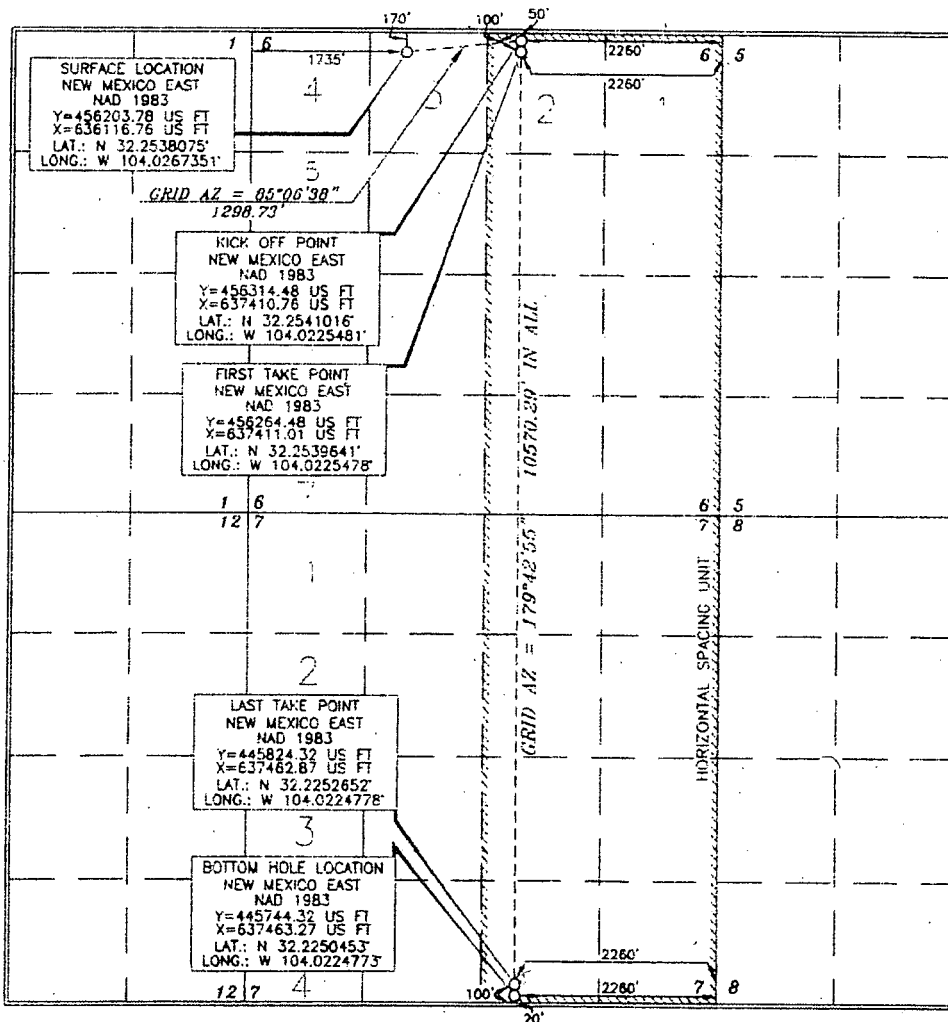 170'
100'
50'
1 6
1735'
2260'
6 5
2260'
SURFACE LOCATION
NEW MEXICO EAST
NAD 1983
Y=456203.78 US FT
X=636116.76 US FT
LAT.: N 32.2538075°
LONG.: W 104.0267351°
4
2
1
5
GRID AZ = 85°06'38"
1298.73'
KICK OFF POINT
NEW MEXICO EAST
NAD 1983
Y=456314.48 US FT
X=637410.76 US FT
LAT.: N 32.2541016°
LONG.: W 104.0225481°
FIRST TAKE POINT
NEW MEXICO EAST
NAD 1983
Y=456264.48 US FT
X=637411.01 US FT
LAT.: N 32.2539641°
LONG.: W 104.0225478°
7
1 6
12 7
6 5
7 8
GRID AZ = 179°42'55" 10570.29' IN ALL
HORIZONTAL SPACING UNIT
1
2
LAST TAKE POINT
NEW MEXICO EAST
NAD 1983
Y=445824.32 US FT
X=637462.87 US FT
LAT.: N 32.2252652°
LONG.: W 104.0224778°
3
BOTTOM HOLE LOCATION
NEW MEXICO EAST
NAD 1983
Y=445744.32 US FT
X=637463.27 US FT
LAT.: N 32.2250453°
LONG.: W 104.0224773°
2260'
12 7
4
100'
2260'
7 8
20'